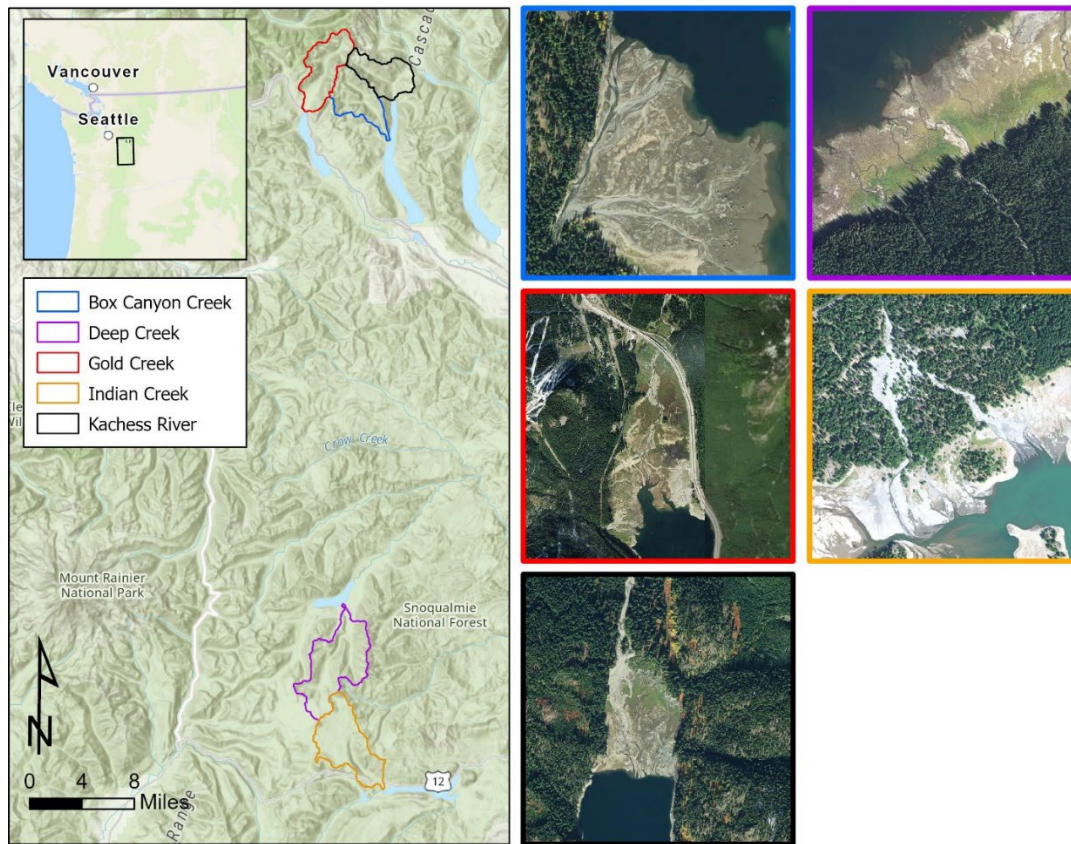 Vancouver
Seattle
Cascad
Box Canyon Creek
Deep Creek
Gold Creek
Indian Creek
Kachess River
Crow Creek
Mount Rainier
National Park
Snoqualmie
National Forest
N
12
0 4 8
Miles
Range